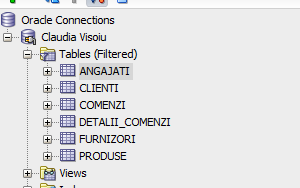 Oracle Connections
Claudia Visoiu
Tables (Filtered)
ANGAJATI
CLIENTI
COMENZI
DETALII_COMENZI
FURNIZORI
PRODUSE
Views